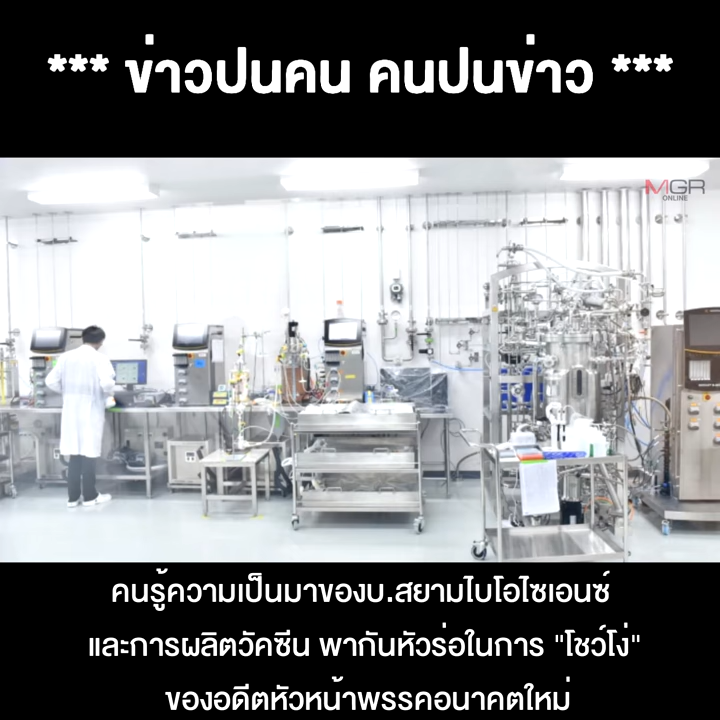 *** ข่าวปนคน คนปนข่าว ***
MGR
ONLINE
คนรู้ความเป็นมาของบ.สยามไบโอไซเอนซ์
และการผลิตวัคซีน พากันหัวร่อในการ "โชว์โง่"
ของอดีตหัวหน้าพรรคอนาคตใหม่